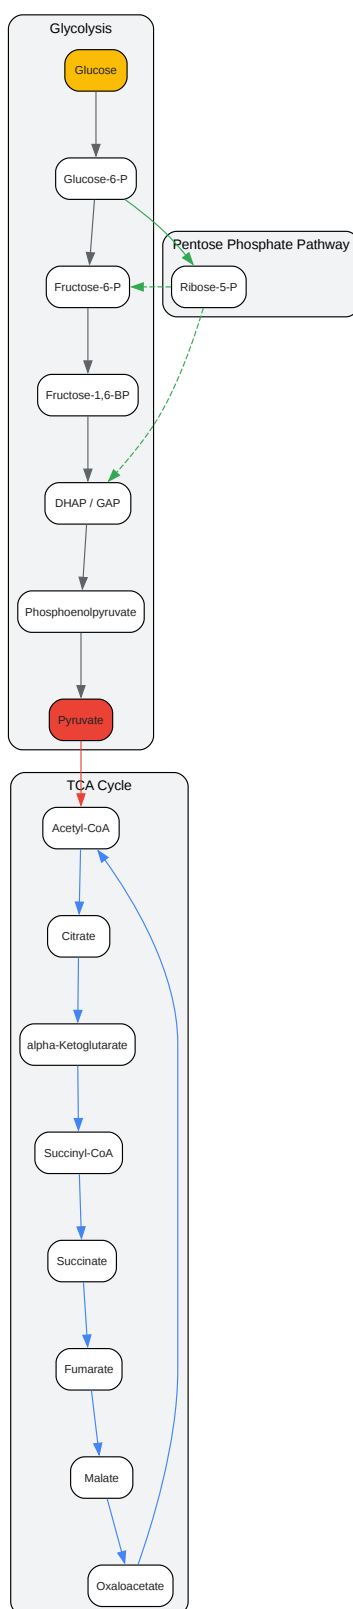 Glycolysis
Glucose
Glucose-6-P
Pentose Phosphate Pathway
Fructose-6-P
Ribose-5-P
Fructose-1,6-BP
DHAP / GAP
Phosphoenolpyruvate
Pyruvate
TCA Cycle
Acetyl-CoA
Citrate
alpha-Ketoglutarate
Succinyl-CoA
Succinate
Fumarate
Malate
Oxaloacetate